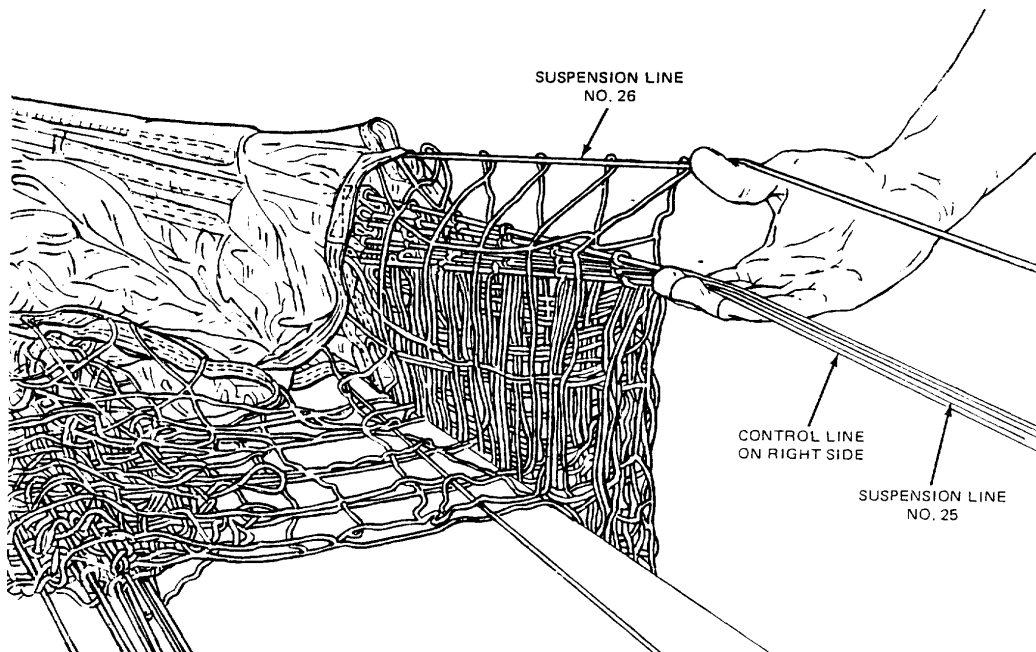 SUSPENSION LINE
NO. 26
CONTROL LINE
ON RIGHT SIDE
SUSPENSION LINE
NO. 25